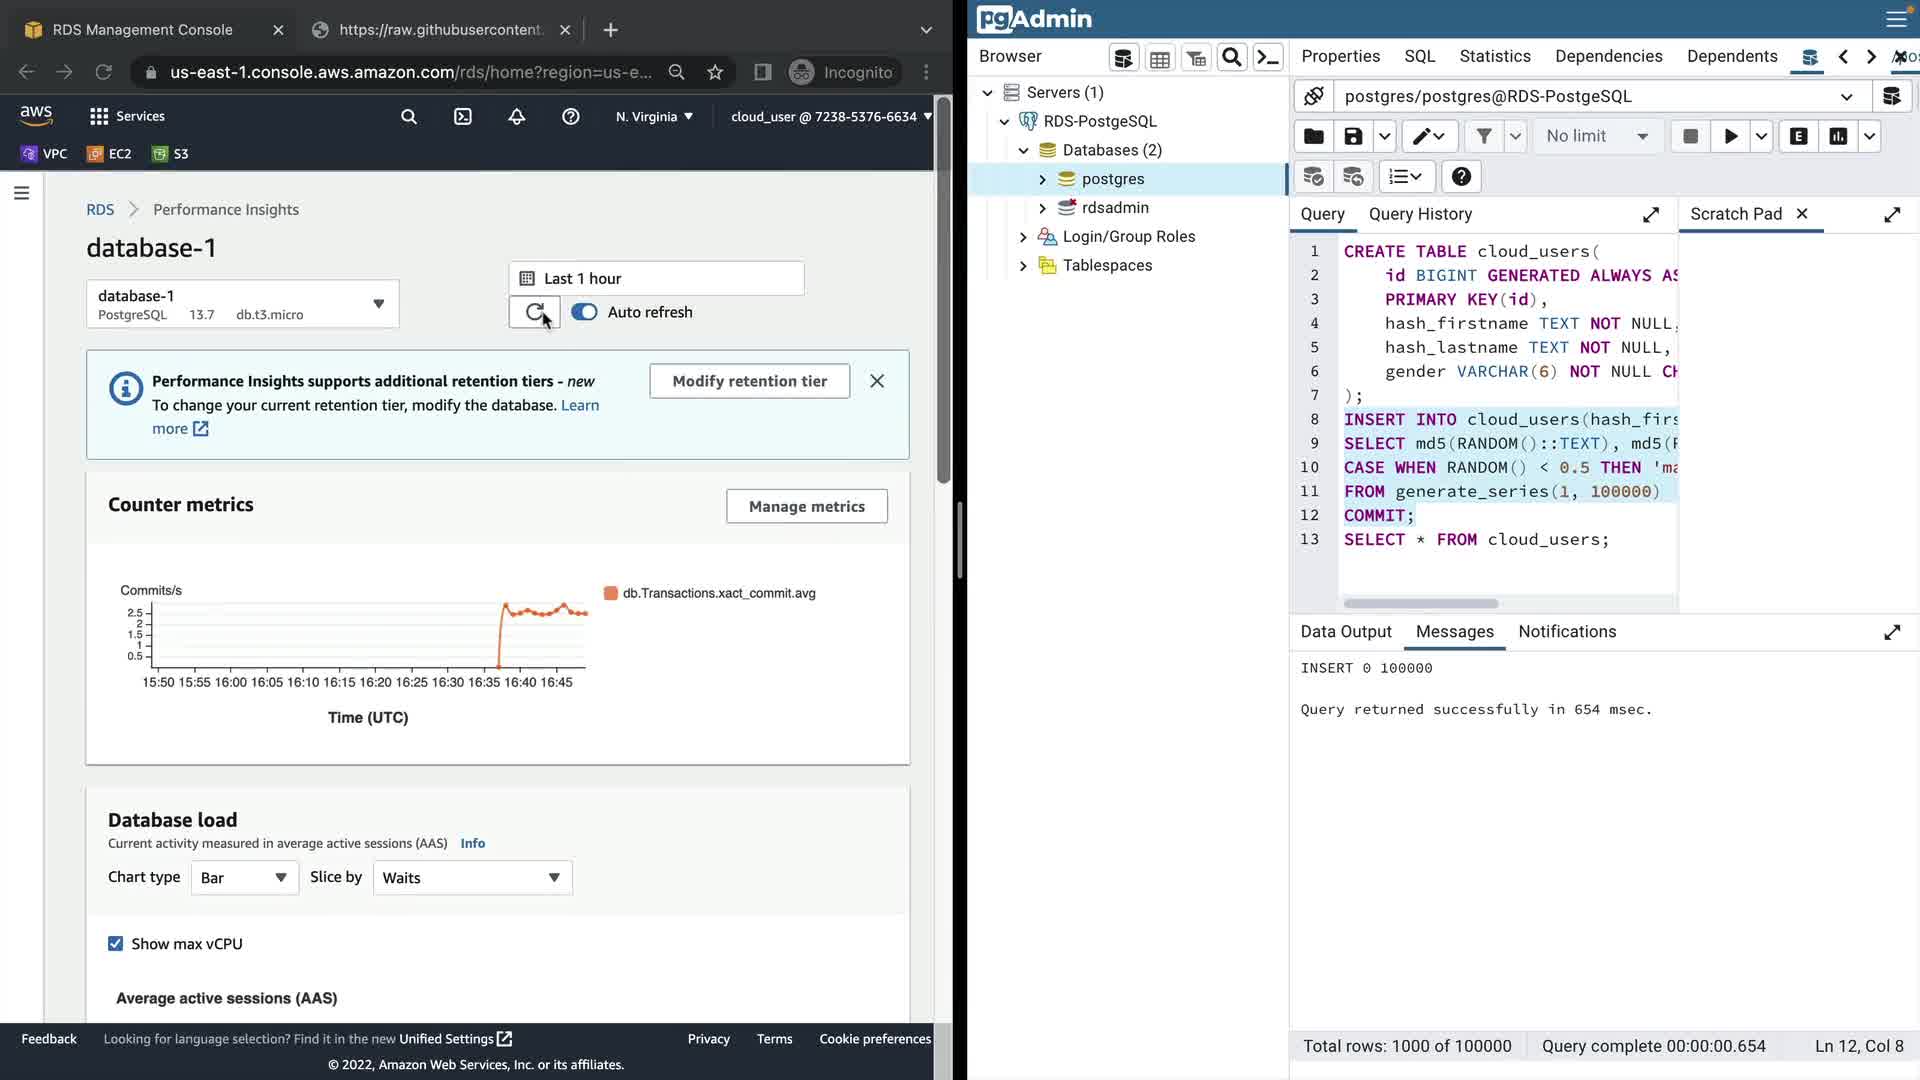 RDS Management Console
https://raw.githubusercontent.
us-east-1.console.aws.amazon.com/rds/home?region=us-e...
Incognito
aws
Services
N. Virginia
cloud_user @ 7238-5376-6634
VPC
EC2
S3
RDS
Performance Insights
database-1
database-1
PostgreSQL 13.7 db.t3.micro
Last 1 hour
Auto refresh
Performance Insights supports additional retention tiers - new
To change your current retention tier, modify the database. Learn
more
Modify retention tier
Counter metrics
Manage metrics
Commits/s
2.5
2
1.5
1
0.5
db.Transactions.xact_commit.avg
15:50 15:55 16:00 16:05 16:10 16:15 16:20 16:25 16:30 16:35 16:40 16:45
Time (UTC)
Database load
Current activity measured in average active sessions (AAS) Info
Chart type
Bar
Slice by
Waits
Show max vCPU
Average active sessions (AAS)
Feedback
Looking for language selection? Find it in the new Unified Settings
Privacy
Terms
Cookie preferences
© 2022, Amazon Web Services, Inc. or its affiliates.
pgAdmin
Browser
Properties
SQL
Statistics
Dependencies
Dependents
Servers (1)
RDS-PostgeSQL
Databases (2)
postgres
rdsadmin
Login/Group Roles
Tablespaces
postgres/postgres@RDS-PostgeSQL
No limit
E
Query
Query History
Scratch Pad
1 CREATE TABLE cloud_users(
2 id BIGINT GENERATED ALWAYS AS
3 PRIMARY KEY(id),
4 hash_firstname TEXT NOT NULL,
5 hash_lastname TEXT NOT NULL,
6 gender VARCHAR(6) NOT NULL CH
7 );
8 INSERT INTO cloud_users(hash_firs
9 SELECT md5(RANDOM()::TEXT), md5(R
10 CASE WHEN RANDOM() < 0.5 THEN 'ma
11 FROM generate_series(1, 100000)
12 COMMIT;
13 SELECT * FROM cloud_users;
Data Output
Messages
Notifications
INSERT 0 100000
Query returned successfully in 654 msec.
Total rows: 1000 of 100000
Query complete 00:00:00.654
Ln 12, Col 8